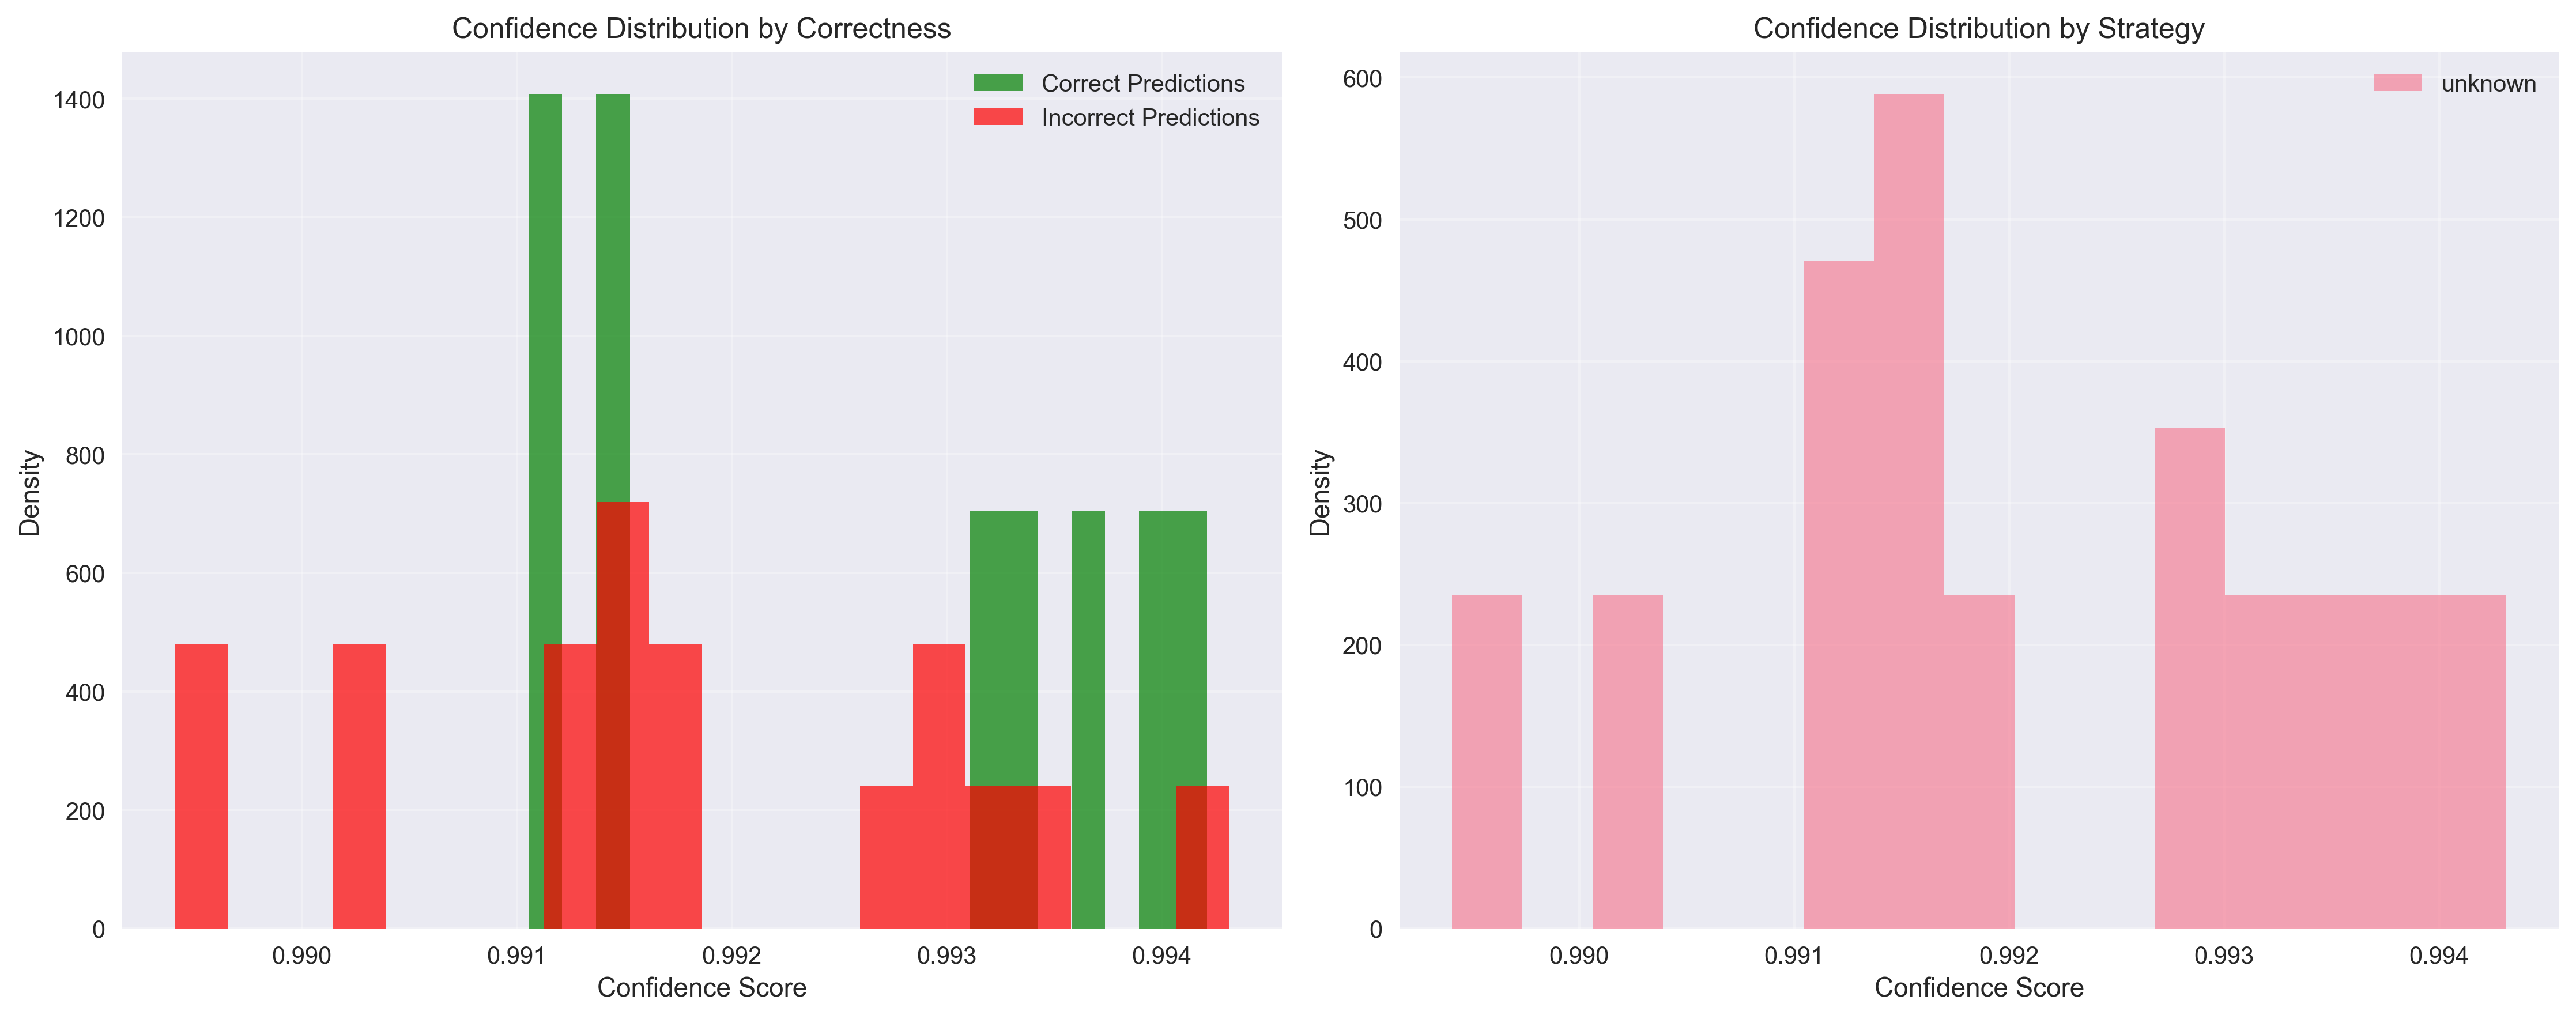 Confidence Distribution by Correctness
Correct Predictions
Incorrect Predictions
1400
1200
1000
800
600
400
200
0
Density
0.990 0.991 0.992 0.993 0.994
Confidence Score
Confidence Distribution by Strategy
unknown
600
500
400
300
200
100
0
Density
0.990 0.991 0.992 0.993 0.994
Confidence Score